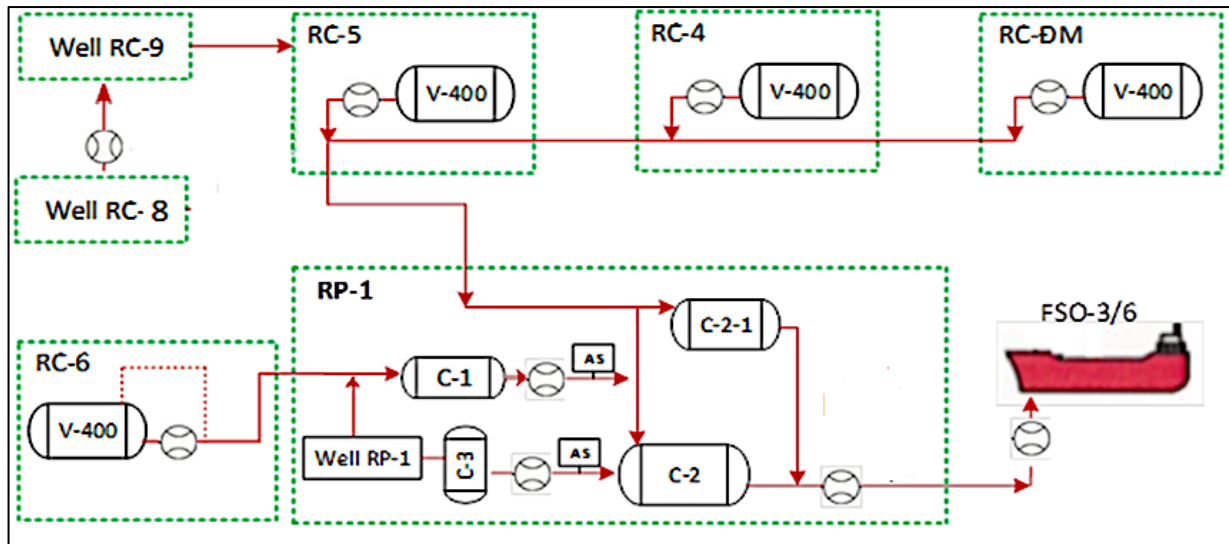 Well RC-9
RC-5
V-400
RC-4
V-400
RC-ĐM
V-400
Well RC- 8
RP-1
C-2-1
FSO-3/6
RC-6
V-400
C-1
AS
Well RP-1
C-3
AS
C-2